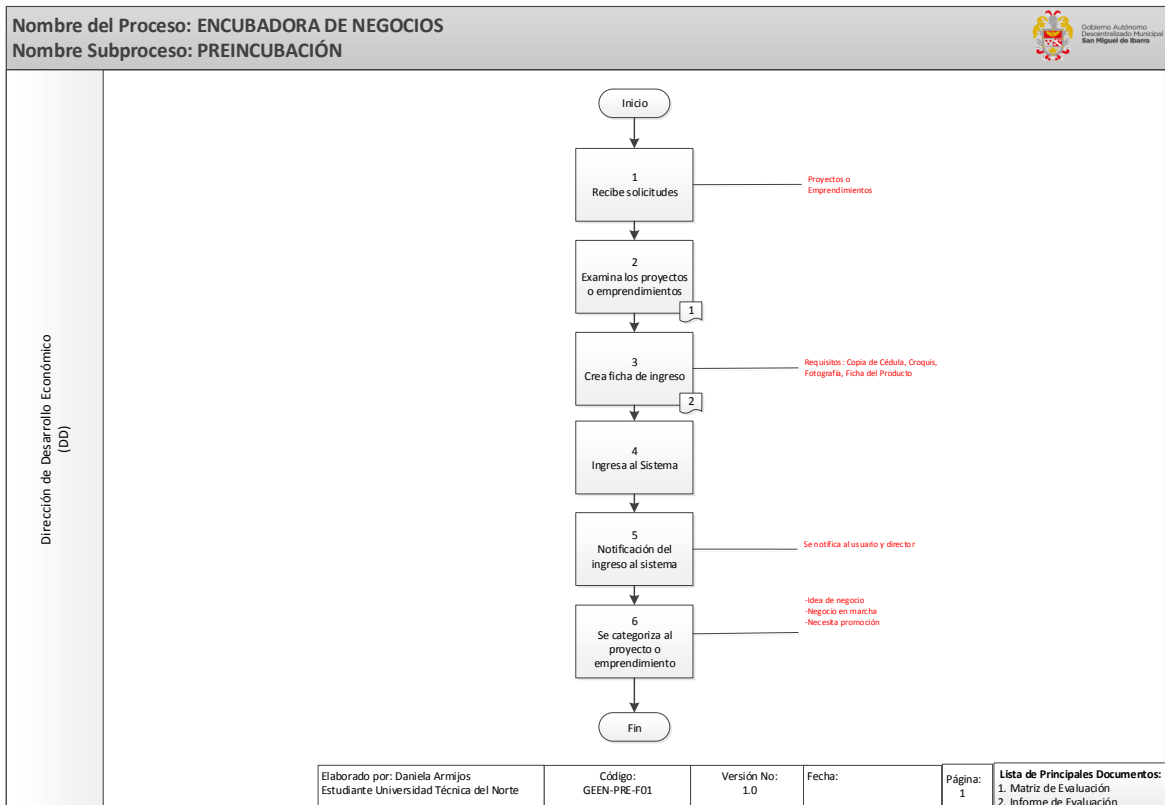 Nombre del Proceso: ENCUBADORA DE NEGOCIOS
Nombre Subproceso: PREINCUBACIÓN
Gobierno Autónomo
Descentralizado Municipal
San Miguel de Ibarra
Dirección de Desarrollo Económico
(DD)
Inicio
1
Recibe solicitudes
Proyectos o
Emprendimientos
2
Examina los proyectos
o emprendimientos
1
3
Crea ficha de ingreso
Requisitos: Copia de Cédula, Croquis,
Fotografía, Ficha del Producto
2
4
Ingresa al Sistema
5
Notificación del
ingreso al sistema
Se notifica al usuario y director
6
Se categoriza al
proyecto o
emprendimiento
-Idea de negocio
-Negocio en marcha
-Necesita promoción
Fin
Elaborado por: Daniela Armijos
Estudiante Universidad Técnica del Norte
Código:
GEEN-PRE-F01
Versión No:
1.0
Fecha:
Página:
1
Lista de Principales Documentos:
1. Matriz de Evaluación
2. Informe de Evaluación